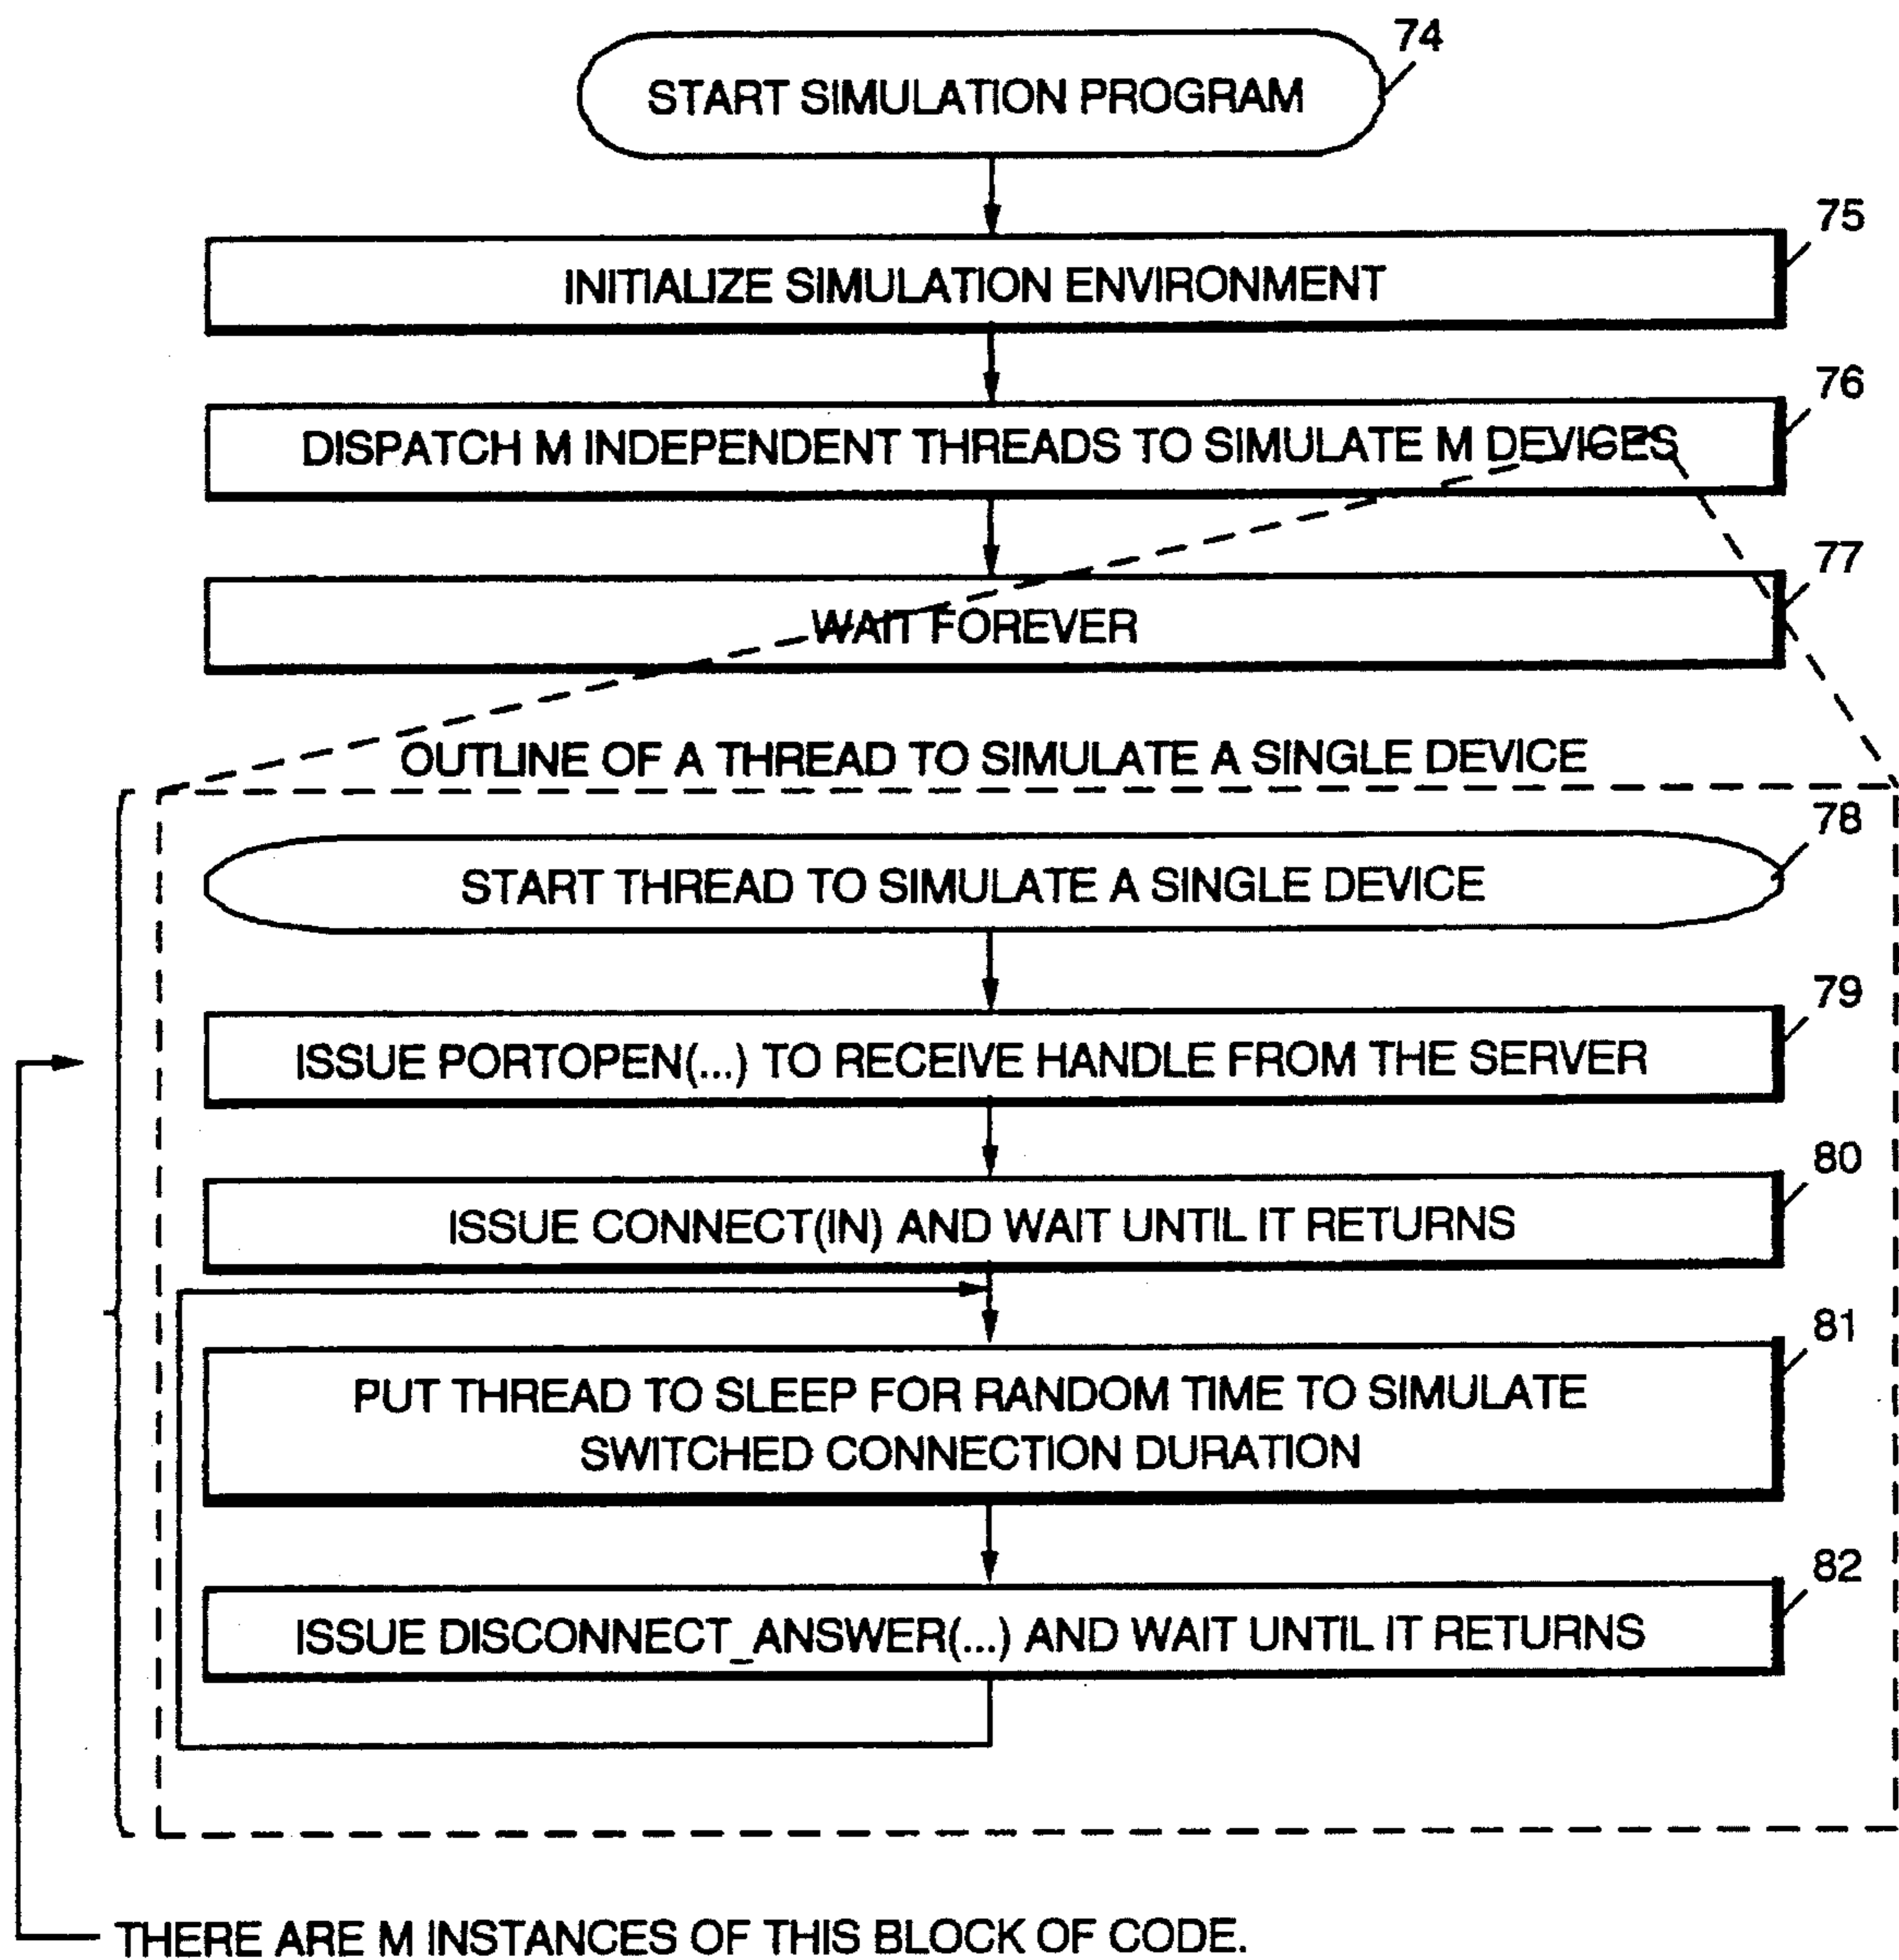 74
START SIMULATION PROGRAM
75
INITIALIZE SIMULATION ENVIRONMENT
76
DISPATCH M INDEPENDENT THREADS TO SIMULATE M DEVICES
77
WAIT FOREVER
OUTLINE OF A THREAD TO SIMULATE A SINGLE DEVICE
78
START THREAD TO SIMULATE A SINGLE DEVICE
79
ISSUE PORTOPEN(...) TO RECEIVE HANDLE FROM THE SERVER
80
ISSUE CONNECT(IN) AND WAIT UNTIL IT RETURNS
81
PUT THREAD TO SLEEP FOR RANDOM TIME TO SIMULATE
SWITCHED CONNECTION DURATION
82
ISSUE DISCONNECT_ANSWER(...) AND WAIT UNTIL IT RETURNS
THERE ARE M INSTANCES OF THIS BLOCK OF CODE.